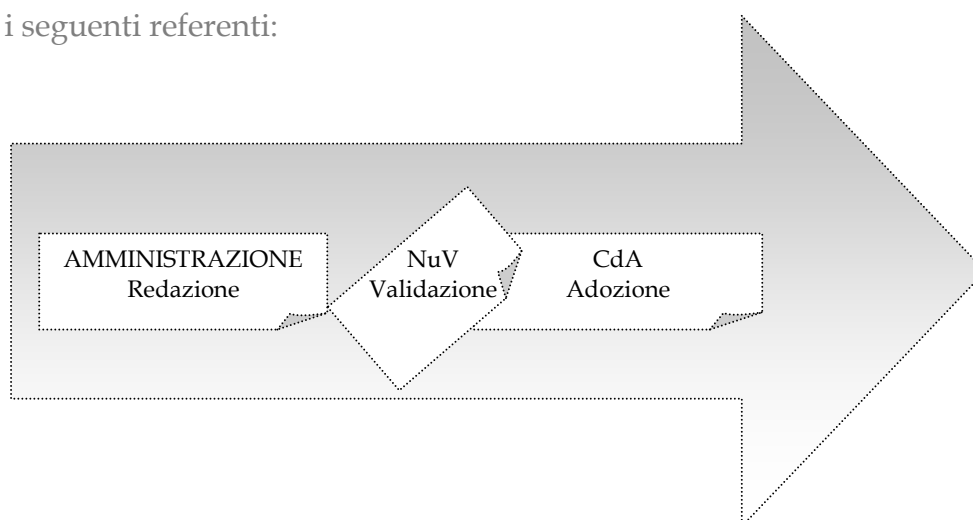 i seguenti referenti:
AMMINISTRAZIONE
Redazione
NuV
Validazione
CdA
Adozione